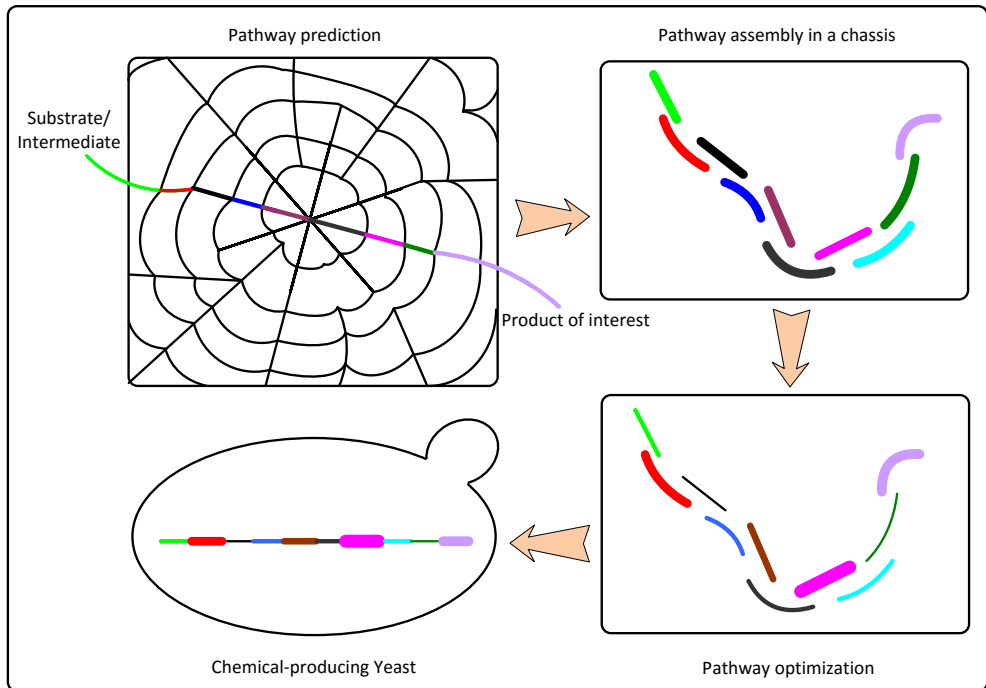 Pathway prediction
Pathway assembly in a chassis
Substrate/
Intermediate
Product of interest
Chemical-producing Yeast
Pathway optimization